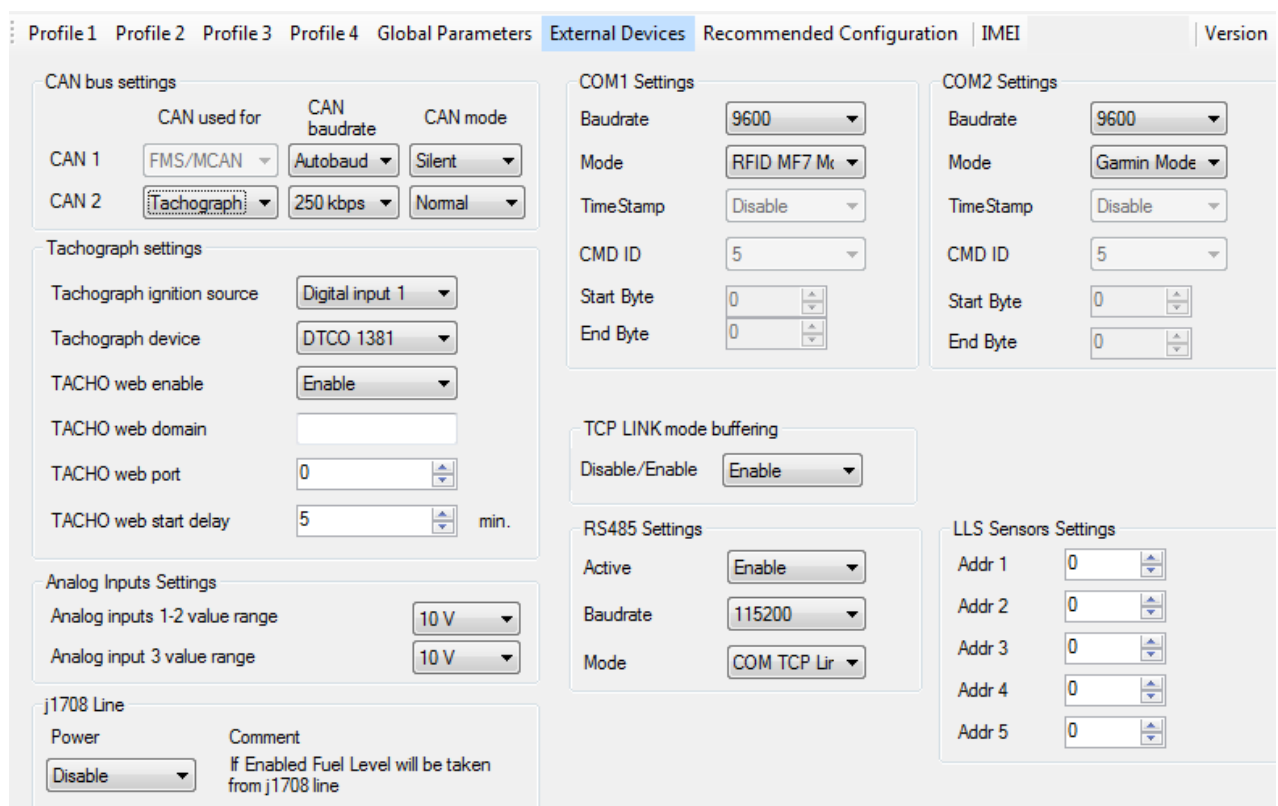 Profile 1 Profile 2 Profile 3 Profile 4 Global Parameters External Devices Recommended Configuration IMEI Version
CAN bus settings
CAN used for CAN baudrate CAN mode
CAN 1 FMS/MCAN Autobaud Silent
CAN 2 Tachograph 250 kbps Normal
Tachograph settings
Tachograph ignition source Digital input 1
Tachograph device DTCO 1381
TACHO web enable Enable
TACHO web domain
TACHO web port 0
TACHO web start delay 5 min.
Analog Inputs Settings
Analog inputs 1-2 value range 10 V
Analog input 3 value range 10 V
j1708 Line
Power Comment
Disable If Enabled Fuel Level will be taken
from j1708 line
COM1 Settings
Baudrate 9600
Mode RFID MF7 Mc
TimeStamp Disable
CMD ID 5
Start Byte 0
End Byte 0
COM2 Settings
Baudrate 9600
Mode Gamin Mode
TimeStamp Disable
CMD ID 5
Start Byte 0
End Byte 0
TCP LINK mode buffering
Disable/Enable Enable
RS485 Settings
Active Enable
Baudrate 115200
Mode COM TCP Lir
LLS Sensors Settings
Addr 1 0
Addr 2 0
Addr 3 0
Addr 4 0
Addr 5 0